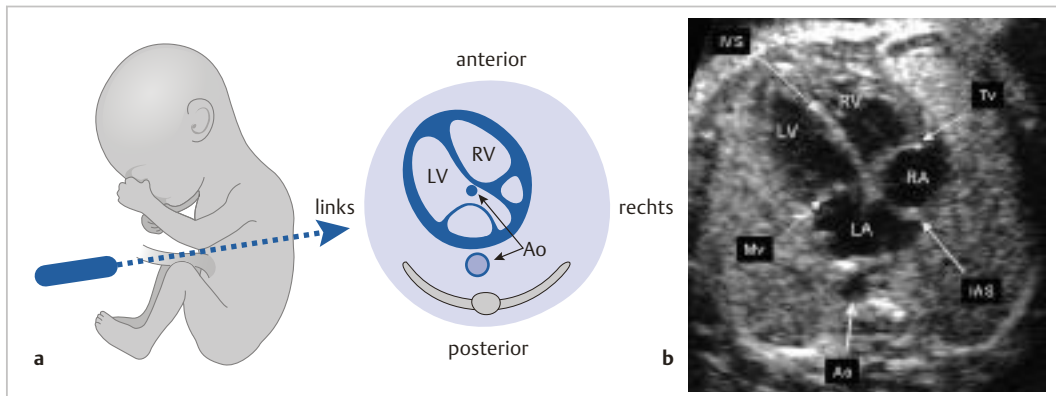 anterior
RV
LV
links
rechts
Ao
posterior
a
IVS
RV
Tv
LV
RA
LA
Mv
IAS
Ao
b